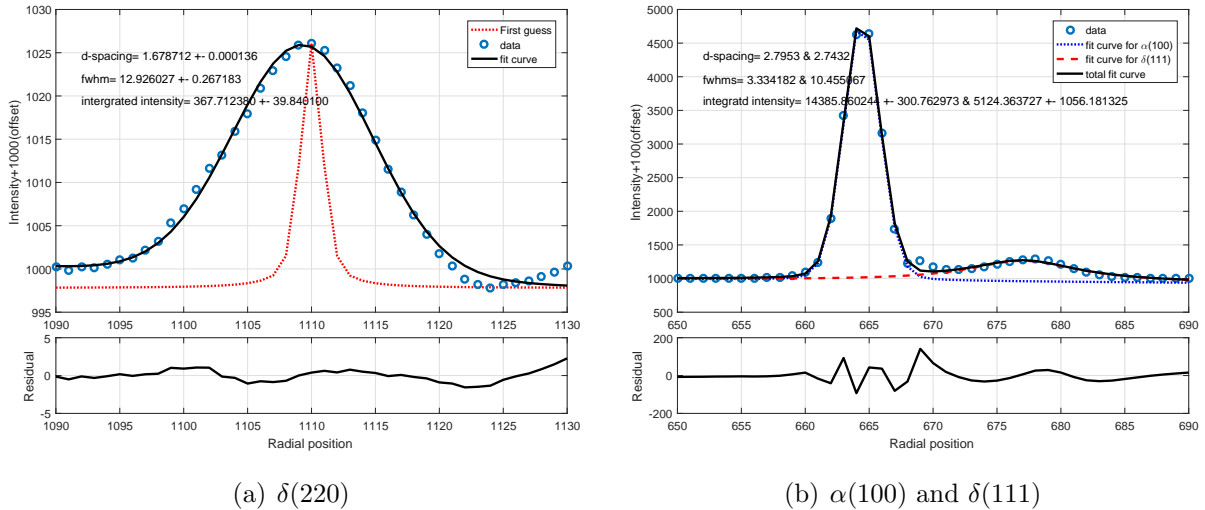 1030
1025
1020
1015
1010
1005
1000
995
Intensity+1000(offset)
d-spacing= 1.678712 +- 0.000136
fwhm= 12.926027 +- 0.267183
intergrated intensity= 367.712380 +- 39.840100
First guess
data
fit curve
1090 1095 1100 1105 1110 1115 1120 1125 1130
5
0
-5
Residual
1090 1095 1100 1105 1110 1115 1120 1125 1130
Radial position
(a) δ(220)
5000
4500
4000
3500
3000
2500
2000
1500
1000
500
Intensity+100(offset)
d-spacing= 2.7953 & 2.7432
fwhms= 3.334182 & 10.455067
integratd intensity= 14385.860244 +- 300.762973 & 5124.363727 +- 1056.181325
data
fit curve for α(100)
fit curve for δ(111)
total fit curve
650 655 660 665 670 675 680 685 690
200
0
-200
Residual
650 655 660 665 670 675 680 685 690
Radial position
(b) α(100) and δ(111)